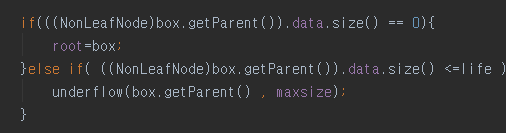 if(((NonLeafNode)box.getParent()).data.size() == 0){
    root=box;
}else if( ((NonLeafNode)box.getParent()).data.size() <=life )
    underflow(box.getParent() , maxsize);
}